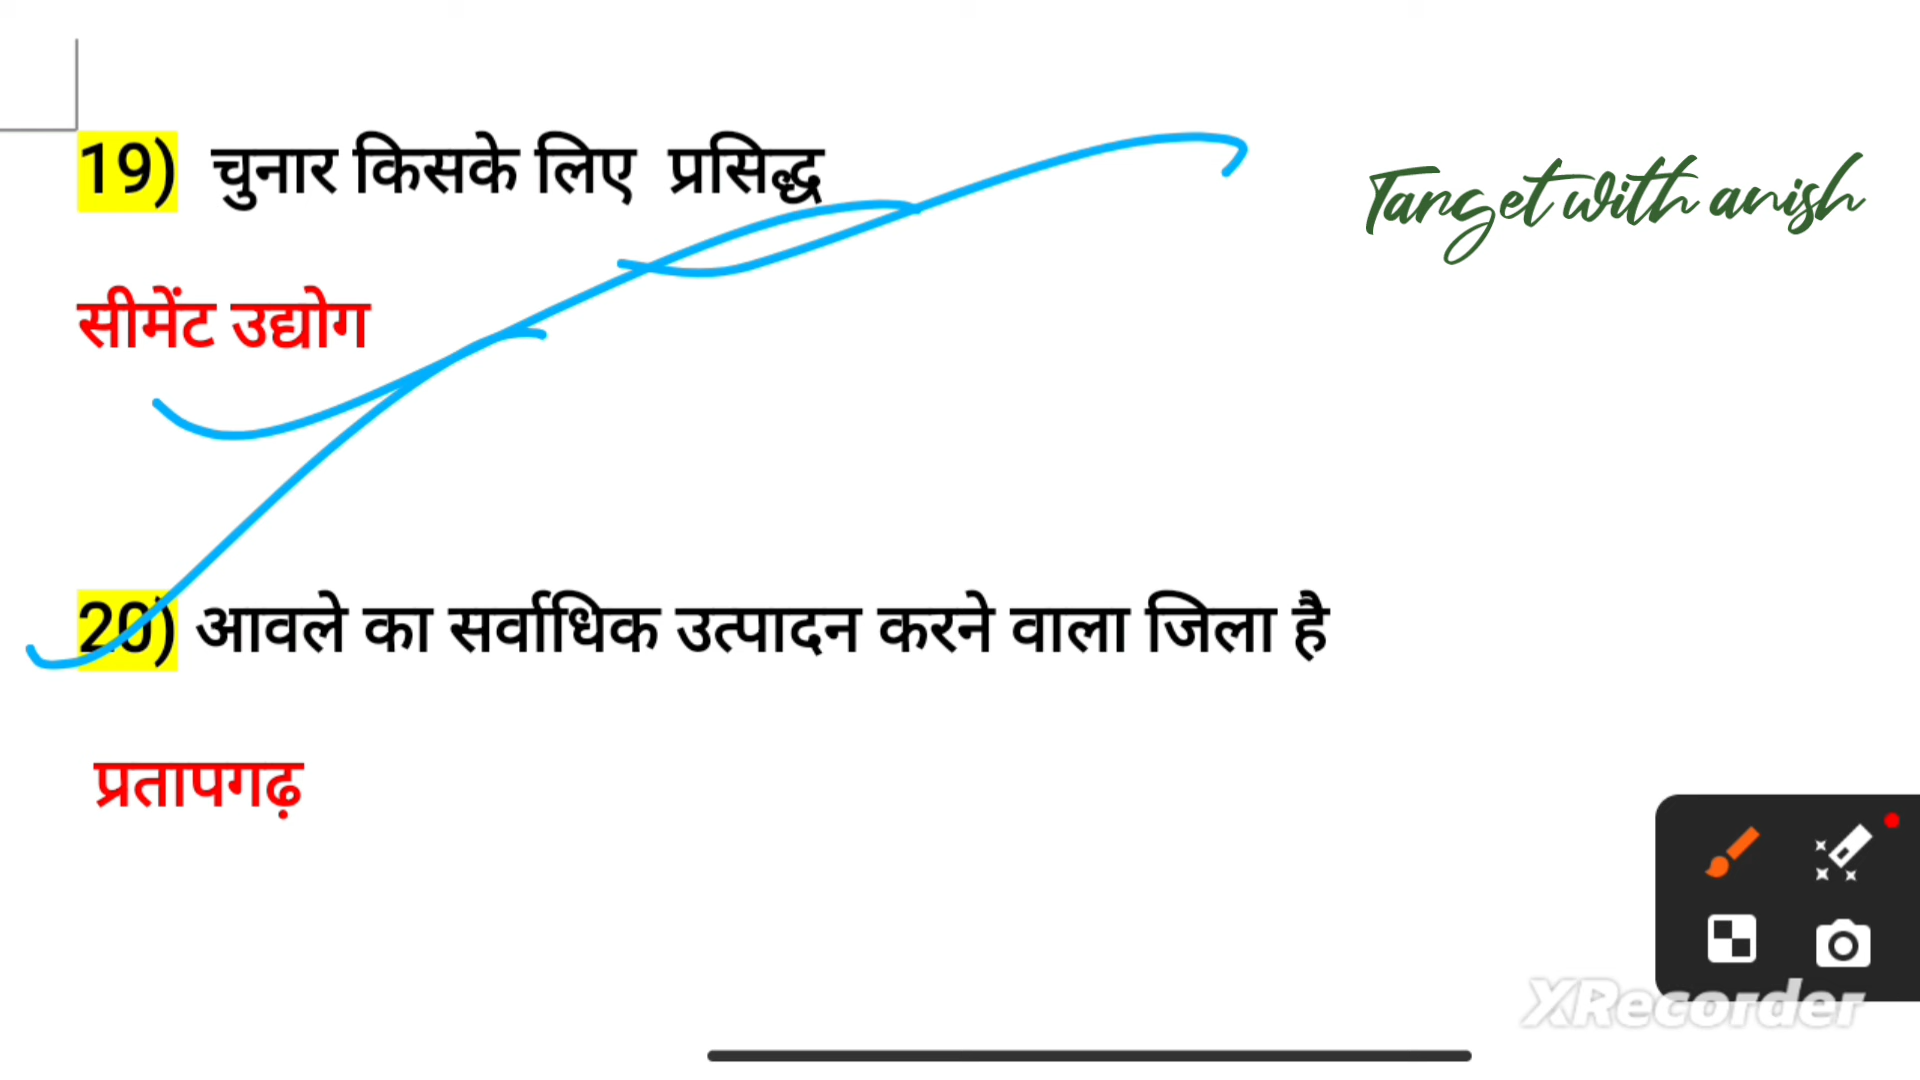 19) चुनार किसके लिए प्रसिद्ध
Target with anish
सीमेंट उद्योग
20) आवले का सर्वाधिक उत्पादन करने वाला जिला है
प्रतापगढ़
XRecorder